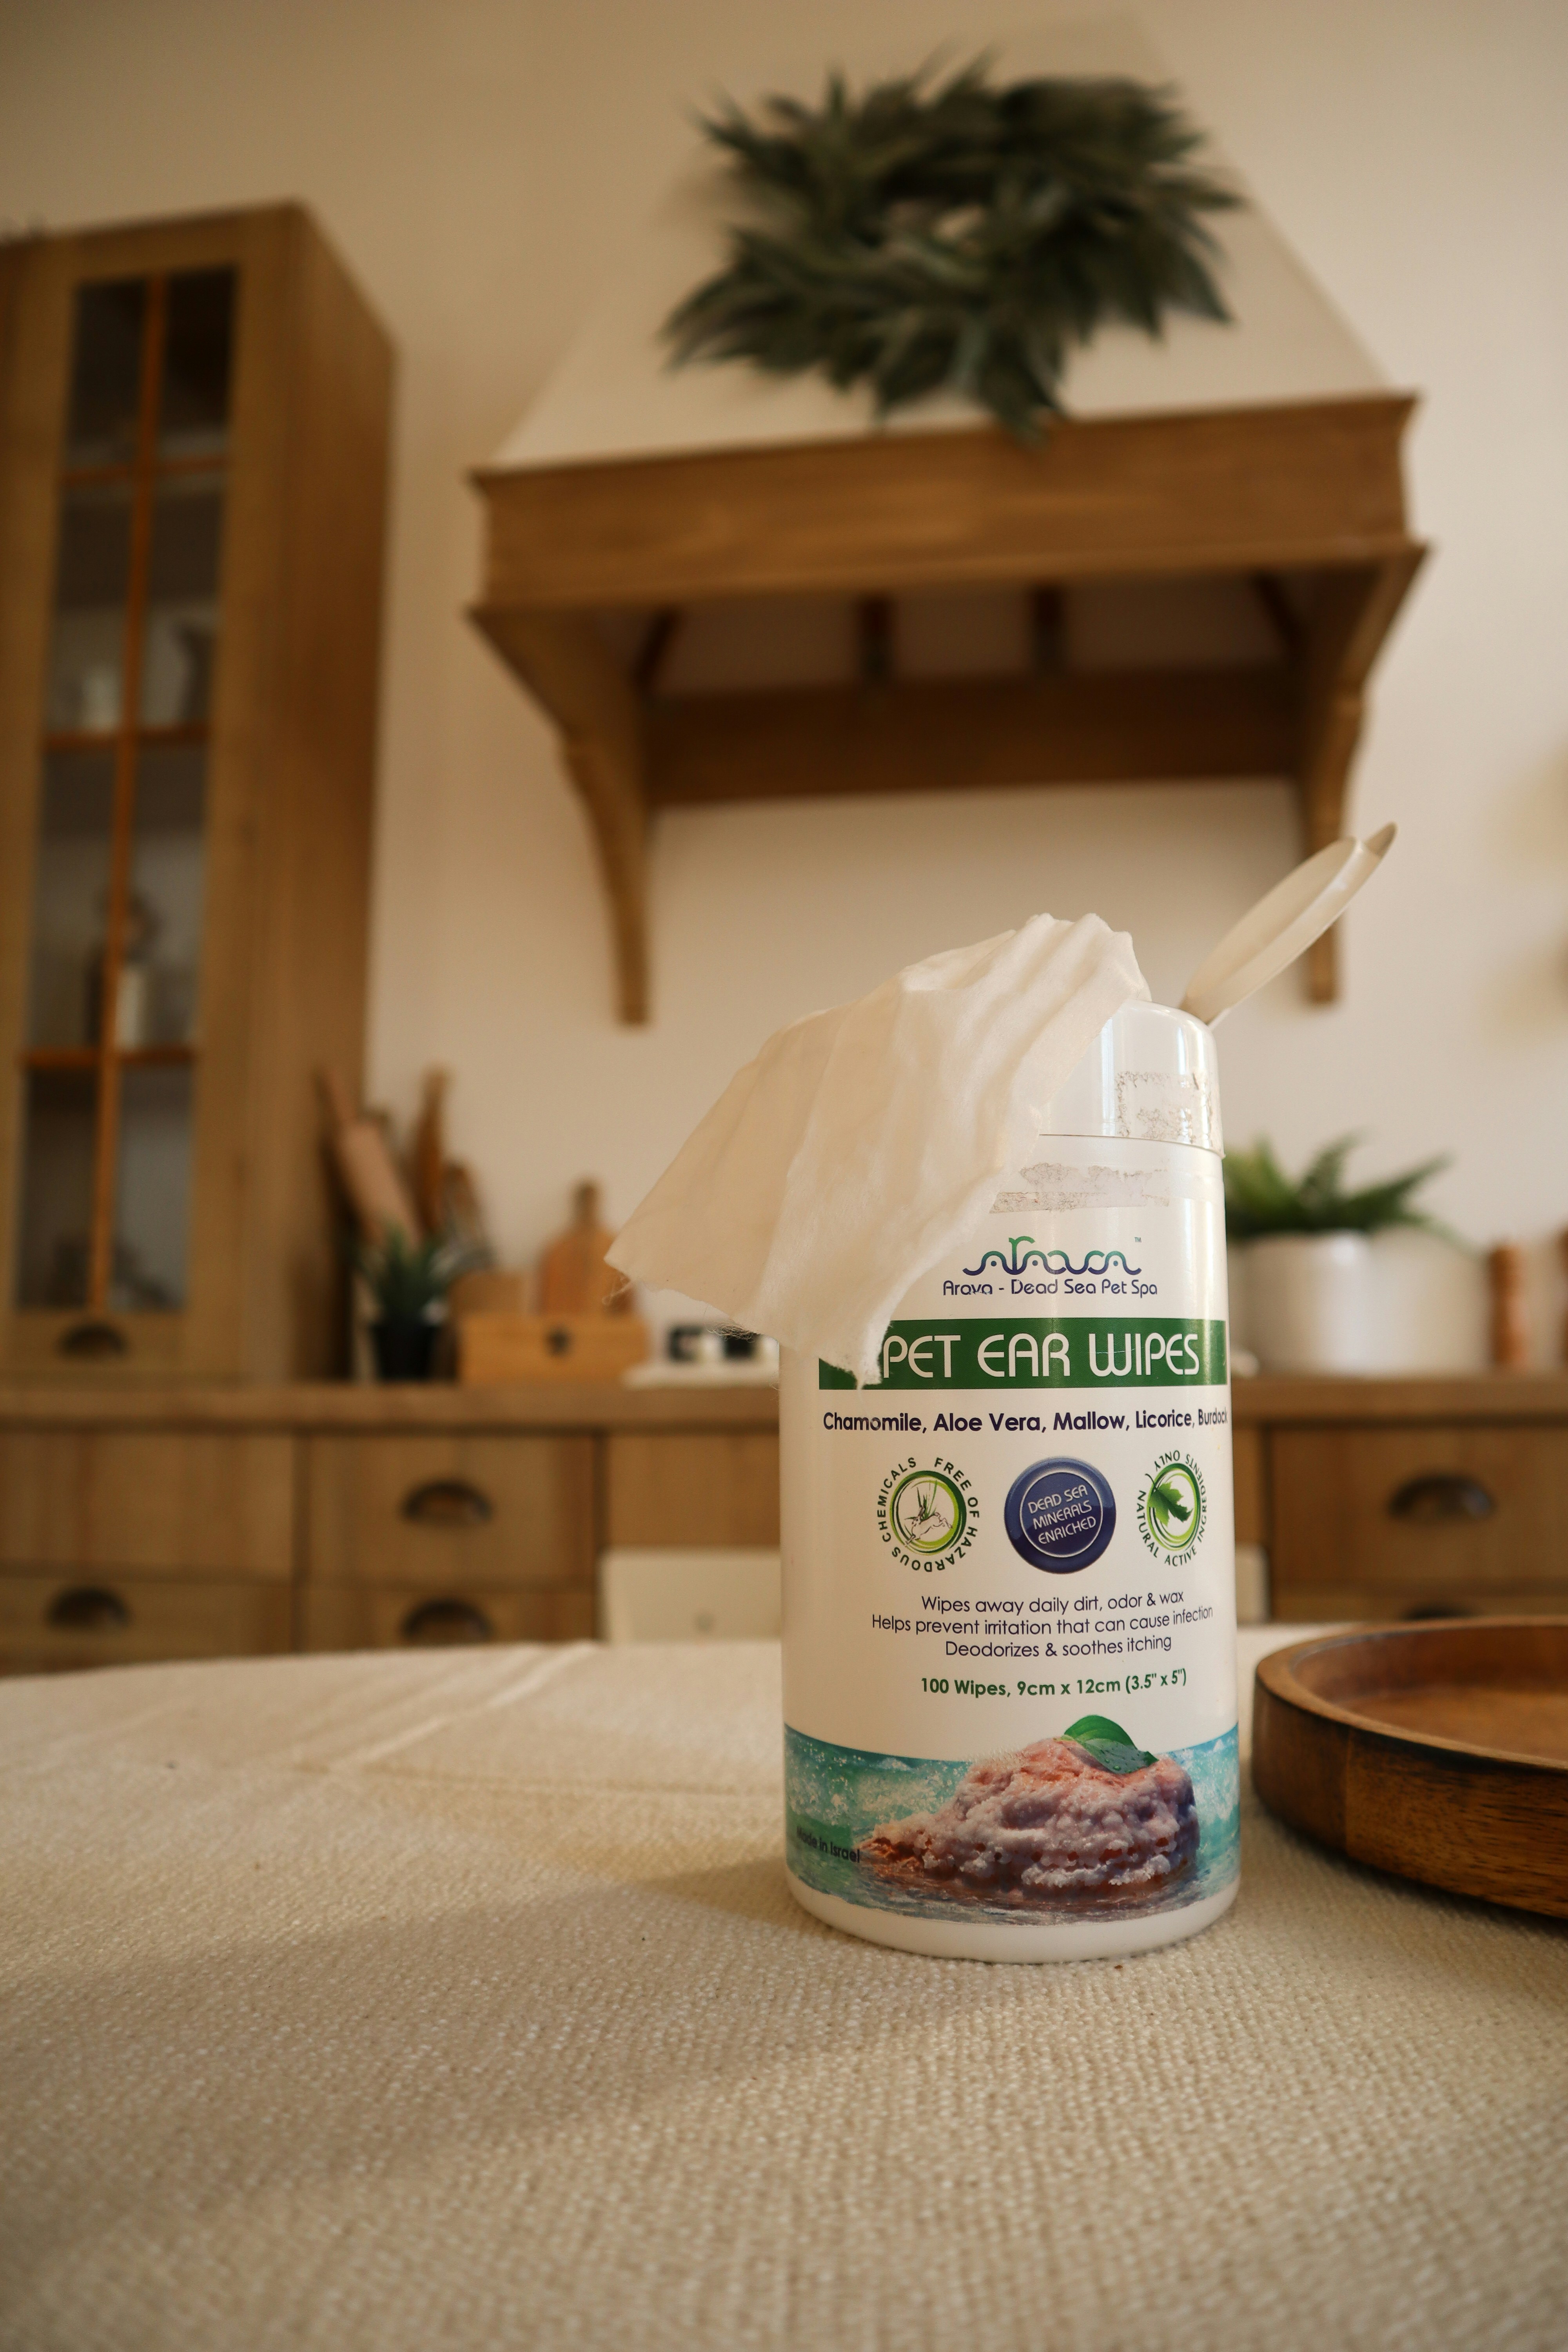 arava™
Arava - Dead Sea Pet Spa
PET EAR WIPES
Chamomile, Aloe Vera, Mallow, Licorice, Burdock
FREE OF HAZARDOUS CHEMICALS
DEAD SEA
MINERALS
ENRICHED
NATURAL ACTIVE INGREDIENTS ONLY
Wipes away daily dirt, odor & wax
Helps prevent irritation that can cause infection
Deodorizes & soothes itching
100 Wipes, 9cm x 12cm (3.5" x 5")
Made in Israel